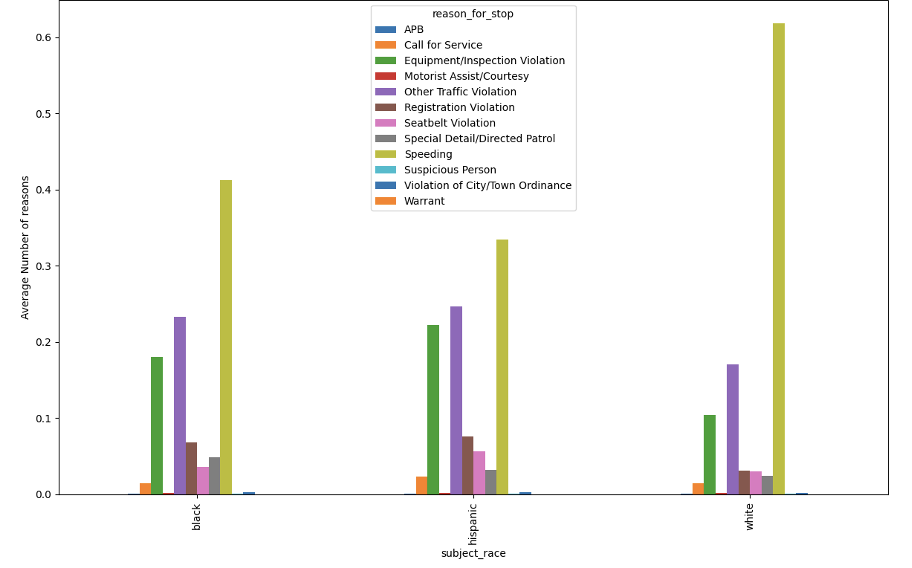 reason_for_stop
APB
Call for Service
Equipment/Inspection Violation
Motorist Assist/Courtesy
Other Traffic Violation
Registration Violation
Seatbelt Violation
Special Detail/Directed Patrol
Speeding
Suspicious Person
Violation of City/Town Ordinance
Warrant
Average Number of reasons
0.6
0.5
0.4
0.3
0.2
0.1
0.0
black
hispanic
white
subject_race